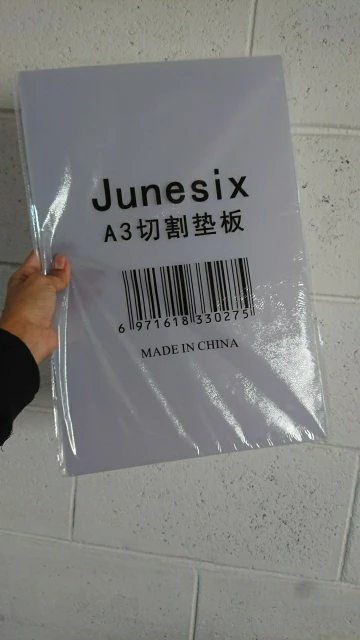 Junesix
A3切割垫板
6 971618 330275
MADE IN CHINA